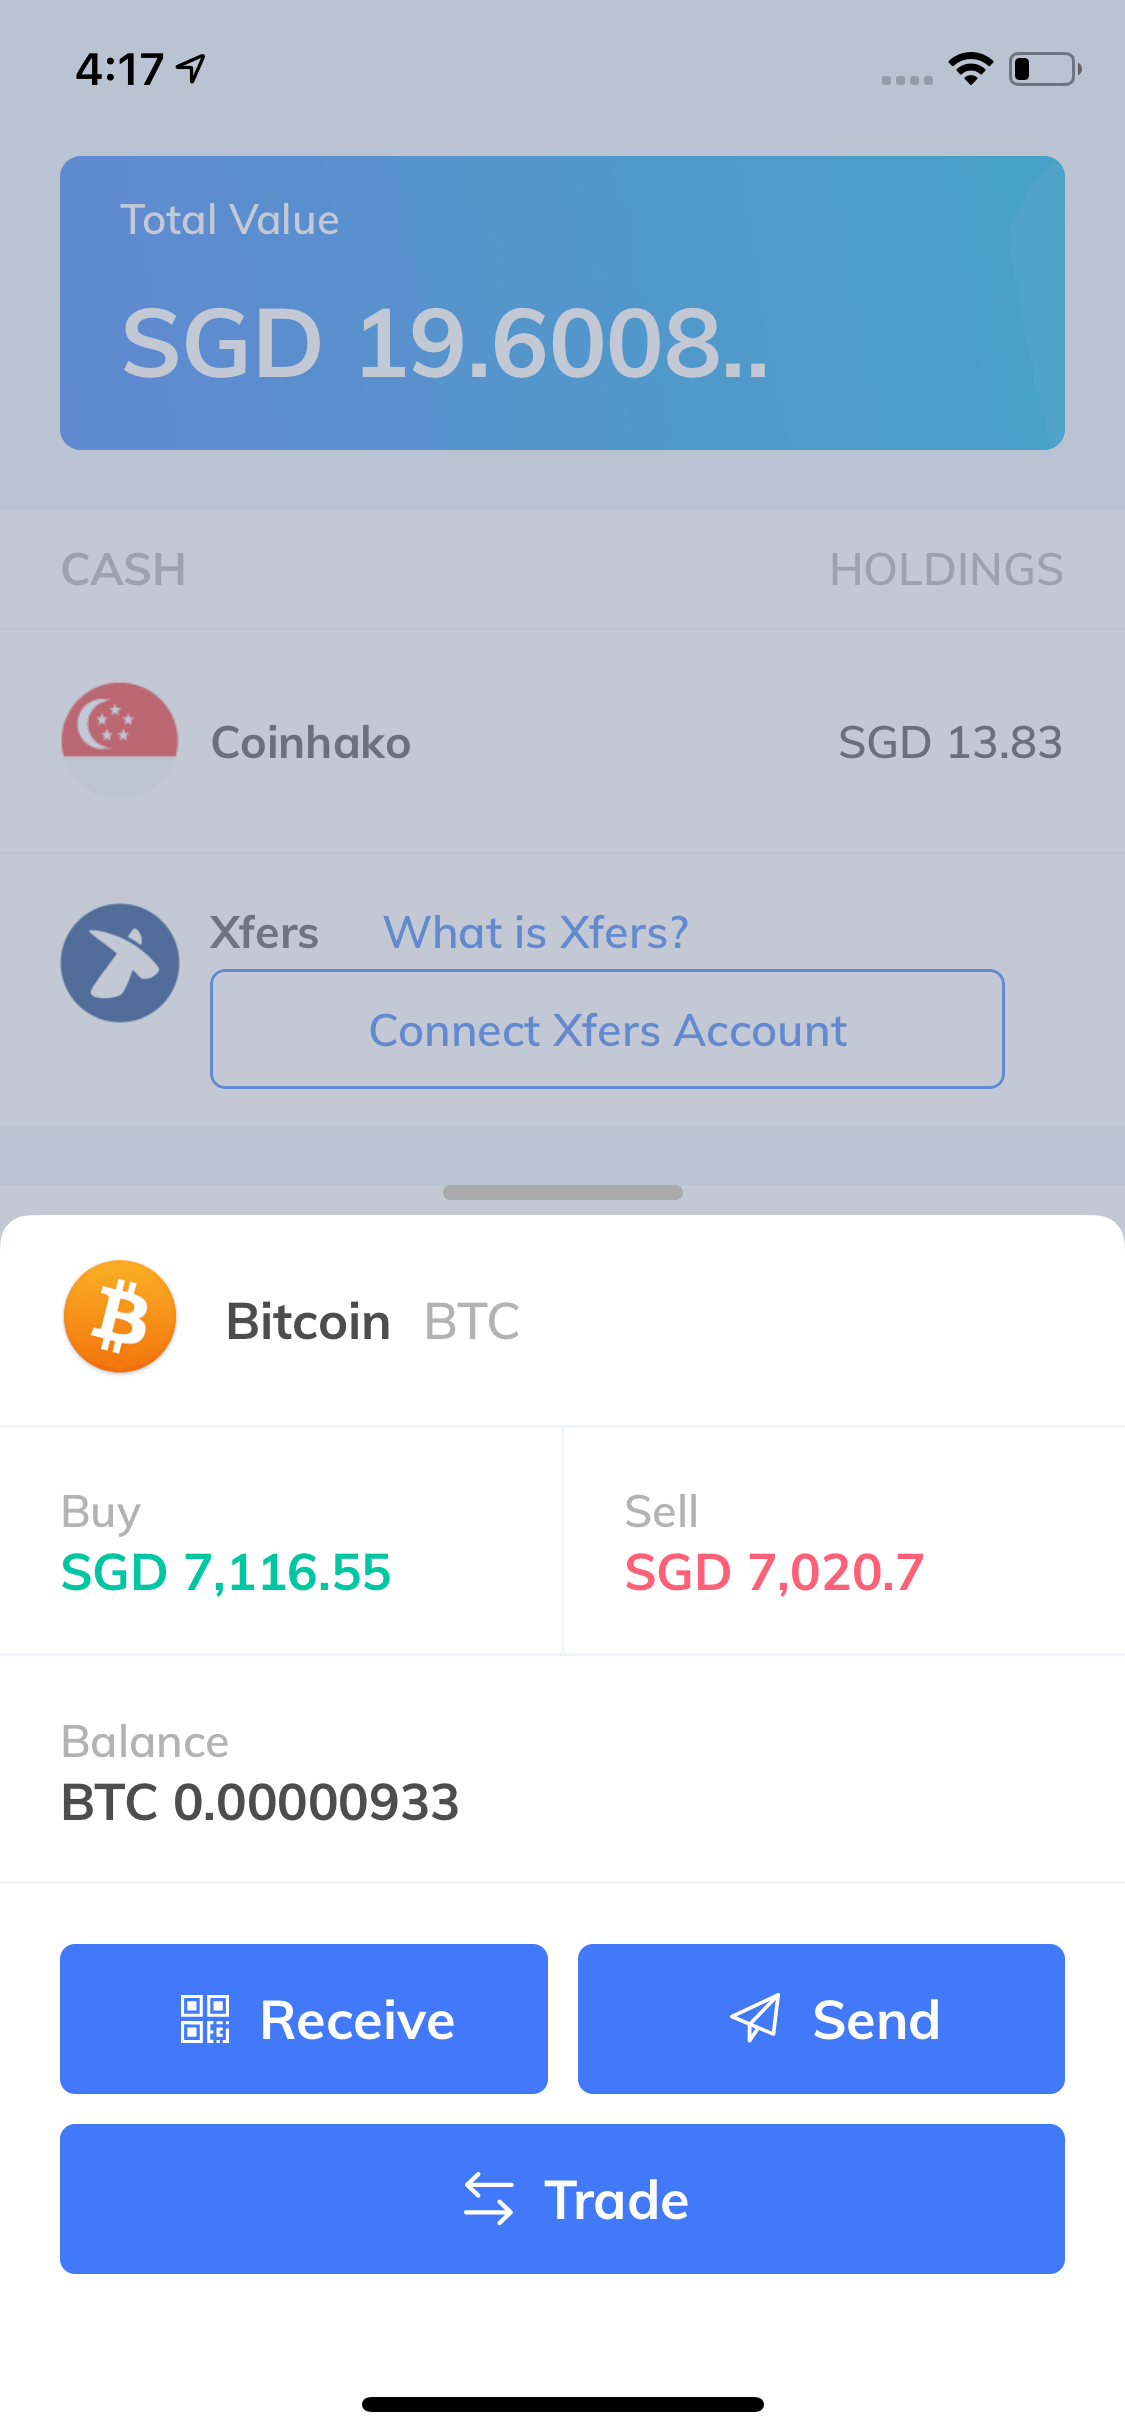 4:17
Total Value
SGD 19.6008..
CASH HOLDINGS
Coinhako SGD 13.83
Xfers What is Xfers?
Connect Xfers Account
Bitcoin BTC
Buy Sell
SGD 7,116.55 SGD 7,020.7
Balance
BTC 0.00000933
Receive Send
Trade